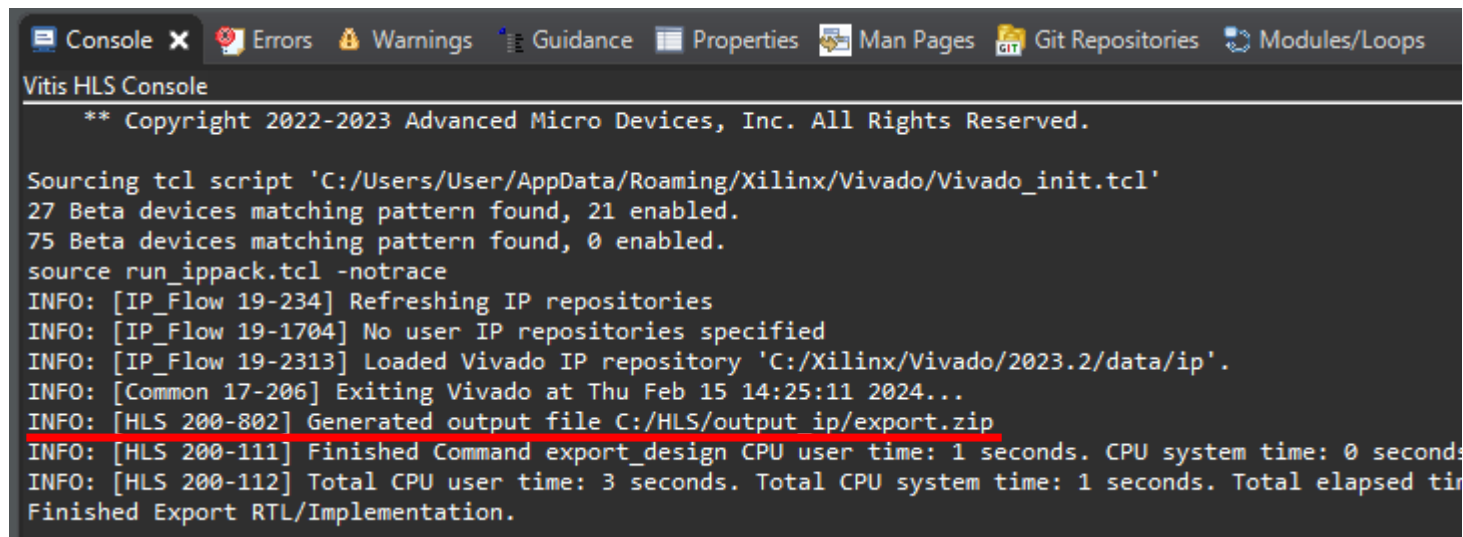 Console Errors Warnings Guidance Properties Man Pages GIT Git Repositories Modules/Loops
Vitis HLS Console
** Copyright 2022-2023 Advanced Micro Devices, Inc. All Rights Reserved.
Sourcing tcl script 'C:/Users/User/AppData/Roaming/Xilinx/Vivado/Vivado_init.tcl'
27 Beta devices matching pattern found, 21 enabled.
75 Beta devices matching pattern found, 0 enabled.
source run_ippack.tcl -notrace
INFO: [IP_Flow 19-234] Refreshing IP repositories
INFO: [IP_Flow 19-1704] No user IP repositories specified
INFO: [IP_Flow 19-2313] Loaded Vivado IP repository 'C:/Xilinx/Vivado/2023.2/data/ip'.
INFO: [Common 17-206] Exiting Vivado at Thu Feb 15 14:25:11 2024...
INFO: [HLS 200-802] Generated output file C:/HLS/output_ip/export.zip
INFO: [HLS 200-111] Finished Command export_design CPU user time: 1 seconds. CPU system time: 0 seconds
INFO: [HLS 200-112] Total CPU user time: 3 seconds. Total CPU system time: 1 seconds. Total elapsed
Finished Export RTL/Implementation.